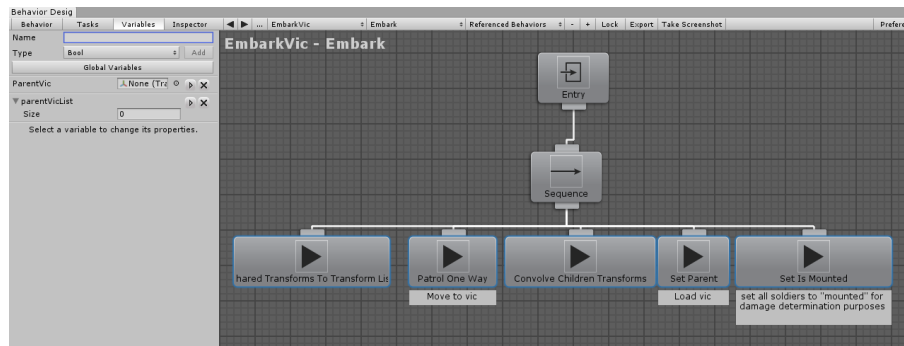 Behavior Desig
Behavior Tasks Variables Inspector
... EmbarkVic Embark Referenced Behaviors - + Lock Export Take Screenshot Prefere
Name
Type Bool Add
Global Variables
ParentVic None (Tra
parentVicList
Size 0
Select a variable to change its properties.
EmbarkVic - Embark
Entry
Sequence
hared Transforms To Transform Lis
Patrol One Way
Convolve Children Transforms
Set Parent
Set Is Mounted
Move to vic
Load vic
set all soldiers to "mounted" for
damage determination purposes